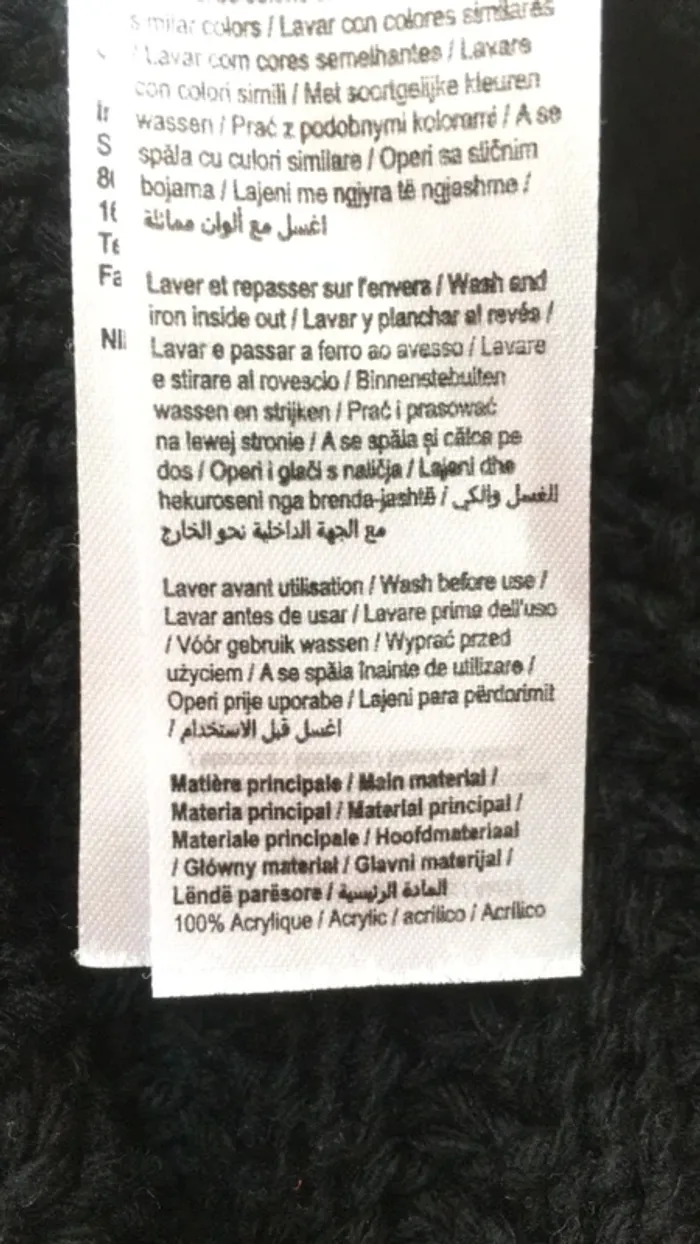 similar colors / Lavar con colores similares
/ Lavar com cores semelhantes / Lavare
con colori simili / Met soortgelijke kleuren
wassen / Prać z podobnymi kolorami / A se
spăla cu culori similare / Operi sa sličnim
bojama / Lajeni me ngjyra të ngjashme /
اغسل مع ألوان مماثلة
Laver et repasser sur l'envers / Wash and
iron inside out / Lavar y planchar al revés /
Lavar e passar a ferro ao avesso / Lavare
e stirare al rovescio / Binnenstebuiten
wassen en strijken / Prać i prasować
na lewej stronie / A se spăla și călca pe
dos / Operi i glači s naličja / Lajeni dhe
hekuroseni nga brenda-jashtë / الغسل والكي
مع الجهة الداخلية نحو الخارج
Laver avant utilisation / Wash before use /
Lavar antes de usar / Lavare prima dell'uso
/ Vóór gebruik wassen / Wyprać przed
użyciem / A se spăla înainte de utilizare /
Operi prije uporabe / Lajeni para përdorimit
/ اغسل قبل الاستخدام
Matière principale / Main material /
Materia principal / Material principal /
Materiale principale / Hoofdmateriaal
/ Główny materiał / Glavni materijal /
Lëndë parësore / المادة الرئيسية
100% Acrylique / Acrylic / acrílico / Acrílico